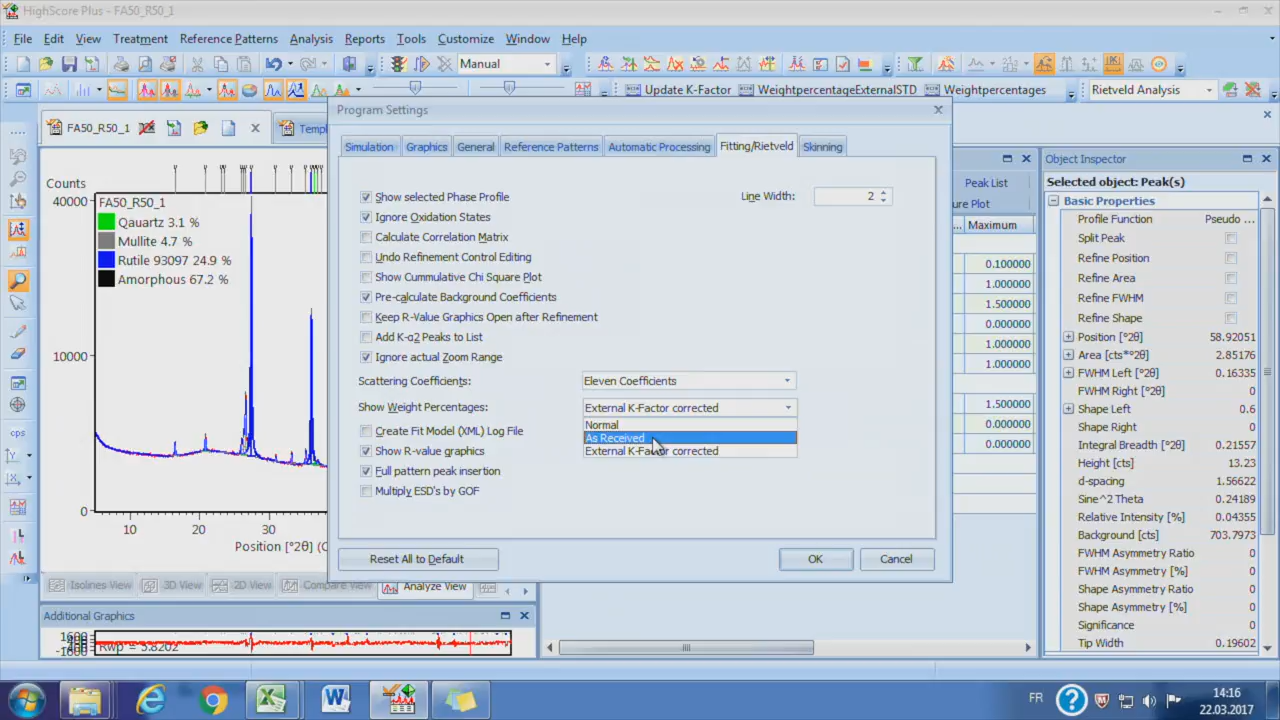 HighScore Plus - FA50_R50_1
File Edit View Treatment Reference Patterns Analysis Reports Tools Customize Window Help
Manual
Update K-Factor WeightpercentageExternalSTD Weightpercentages Rietveld Analysis
FA50_R50_1 Templ
Program Settings
Simulation Graphics General Reference Patterns Automatic Processing Fitting/Rietveld Skinning
Show selected Phase Profile
Ignore Oxidation States
Calculate Correlation Matrix
Undo Refinement Control Editing
Show Cummulative Chi Square Plot
Pre-calculate Background Coefficients
Keep R-Value Graphics Open after Refinement
Add K-α2 Peaks to List
Ignore actual Zoom Range
Line Width: 2
Scattering Coefficients: Eleven Coefficients
Show Weight Percentages: External K-Factor corrected
Normal
As Received
External K-Factor corrected
Create Fit Model (XML) Log File
Show R-value graphics
Full pattern peak insertion
Multiply ESD's by GOF
Reset All to Default OK Cancel
Counts
40000
10000
0
FA50_R50_1
Qauartz 3.1 %
Mullite 4.7 %
Rutile 93097 24.9 %
Amorphous 67.2 %
10 20 30
Position [°2θ] (C
cps
Isolines View 3D View 2D View Compare View Analyze View
Additional Graphics
1600
-1600
Rwp = 5.8202
Peak List
ure Plot
... Maximum
0.100000
1.000000
1.500000
0.000000
1.000000
1.000000
1.500000
0.000000
0.000000
Object Inspector
Selected object: Peak(s)
Basic Properties
Profile Function Pseudo ...
Split Peak
Refine Position
Refine Area
Refine FWHM
Refine Shape
Position [°2θ] 58.92051
Area [cts*°2θ] 2.85176
FWHM Left [°2θ] 0.16335
FWHM Right [°2θ]
Shape Left 0.6
Shape Right
Integral Breadth [°2θ] 0.21557
Height [cts] 13.23
d-spacing 1.56622
Sine^2 Theta 0.24189
Relative Intensity [%] 0.04355
Background [cts] 703.7973
FWHM Asymmetry Ratio
FWHM Asymmetry [%]
Shape Asymmetry Ratio
Shape Asymmetry [%]
Significance
Tip Width 0.19602
FR
14:16
22.03.2017